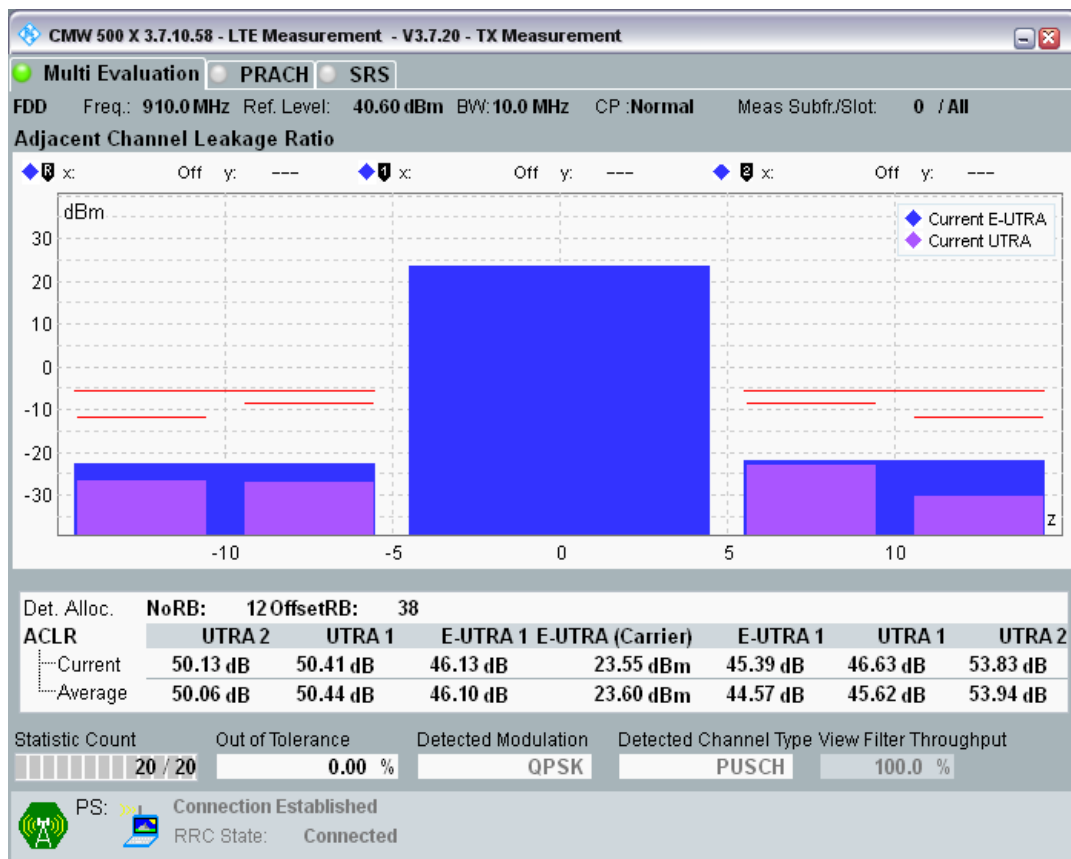 CMW 500 X 3.7.10.58 - LTE Measurement - V3.7.20 - TX Measurement
Multi Evaluation PRACH SRS
FDD Freq.: 910.0 MHz Ref. Level: 40.60 dBm BW: 10.0 MHz CP :Normal Meas Subfr./Slot: 0 / All
Adjacent Channel Leakage Ratio
R x: Off y: --- 1 x: Off y: --- 2 x: Off y: ---
dBm
Current E-UTRA
Current UTRA
30
20
10
0
-10
-20
-30
z
-10 -5 0 5 10
Det. Alloc. NoRB: 12 OffsetRB: 38
ACLR UTRA 2 UTRA 1 E-UTRA 1 E-UTRA (Carrier) E-UTRA 1 UTRA 1 UTRA 2
Current 50.13 dB 50.41 dB 46.13 dB 23.55 dBm 45.39 dB 46.63 dB 53.83 dB
Average 50.06 dB 50.44 dB 46.10 dB 23.60 dBm 44.57 dB 45.62 dB 53.94 dB
Statistic Count Out of Tolerance Detected Modulation Detected Channel Type View Filter Throughput
20 / 20 0.00 % QPSK PUSCH 100.0 %
PS: Connection Established
RRC State: Connected